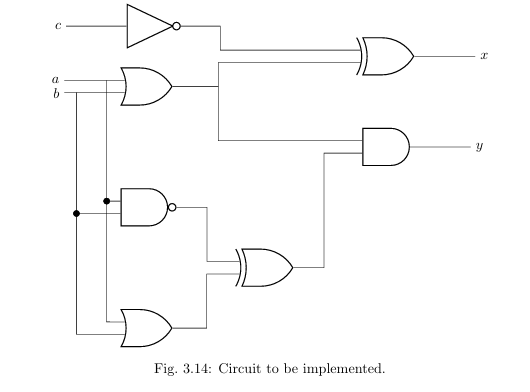 c
x
a
b
y
Fig. 3.14: Circuit to be implemented.